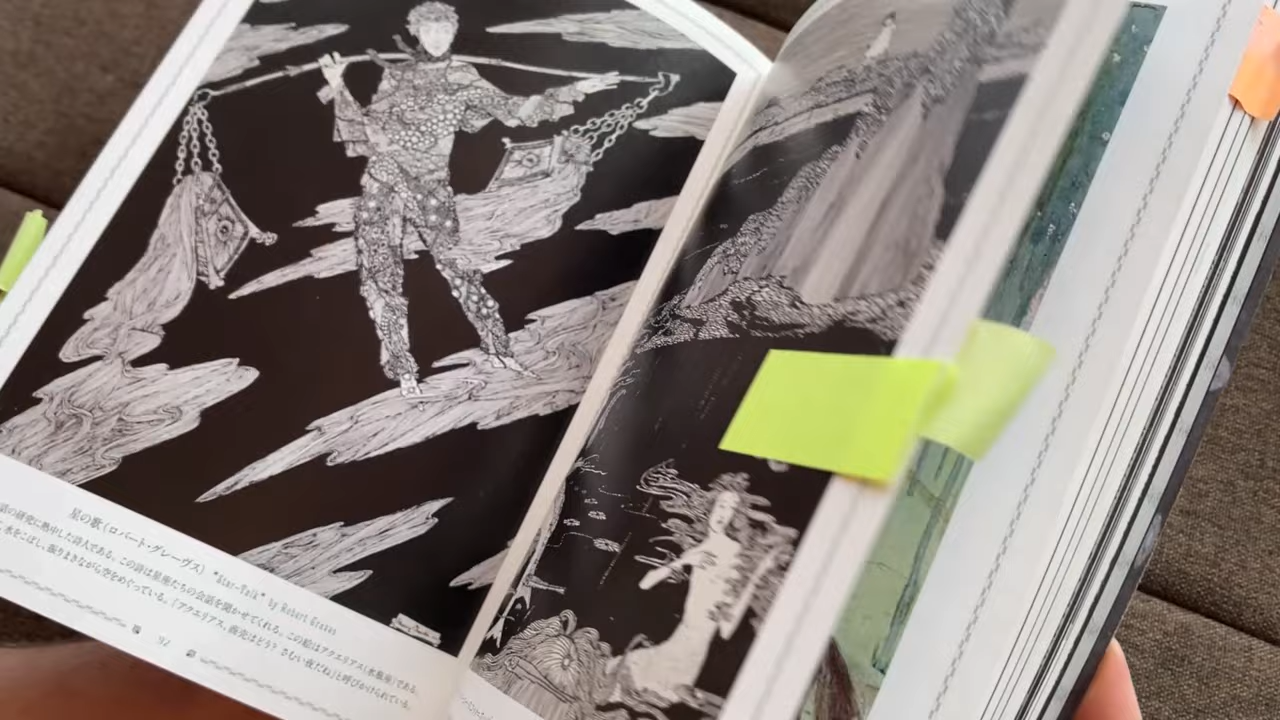 星の歌(ロバート・グレーヴス) "Star-Talk" by Robert Graves
話の研究に熱中した詩人である。この詩は星座たちの会話を聞かせてくれる。この絵はアクエリアス(水瓶座)である。
水をこぼし、振りまきながら空をめぐっている。「アクエリアス、商売はどう? さむい夜だね」と呼びかけられている。